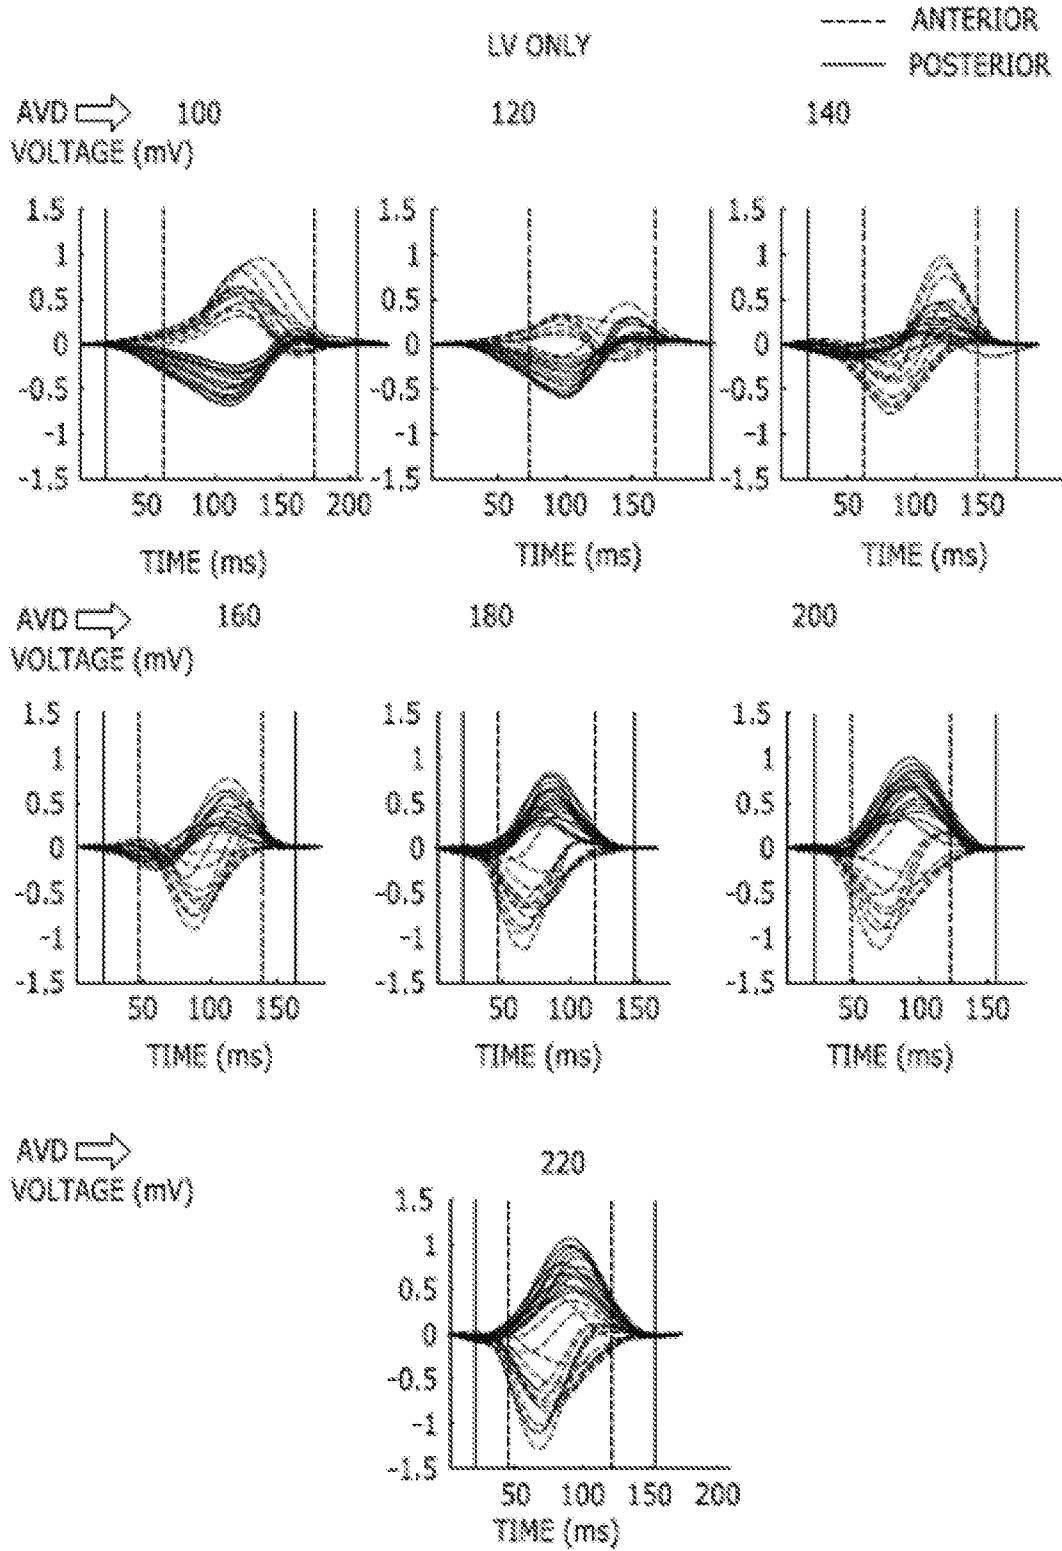 LV ONLY
ANTERIOR
POSTERIOR
AVD 100 120 140
VOLTAGE (mV)
1.5 1.5 1.5
1 1 1
0.5 0.5 0.5
0 0 0
-0.5 -0.5 -0.5
-1 -1 -1
-1.5 -1.5 -1.5
50 100 150 200 50 100 150 50 100 150
TIME (ms) TIME (ms) TIME (ms)
AVD 160 180 200
VOLTAGE (mV)
1.5 1.5 1.5
1 1 1
0.5 0.5 0.5
0 0 0
-0.5 -0.5 -0.5
-1 -1 -1
-1.5 -1.5 -1.5
50 100 150 50 100 150 50 100 150
TIME (ms) TIME (ms) TIME (ms)
AVD 220
VOLTAGE (mV)
1.5
1
0.5
0
-0.5
-1
-1.5
50 100 150 200
TIME (ms)